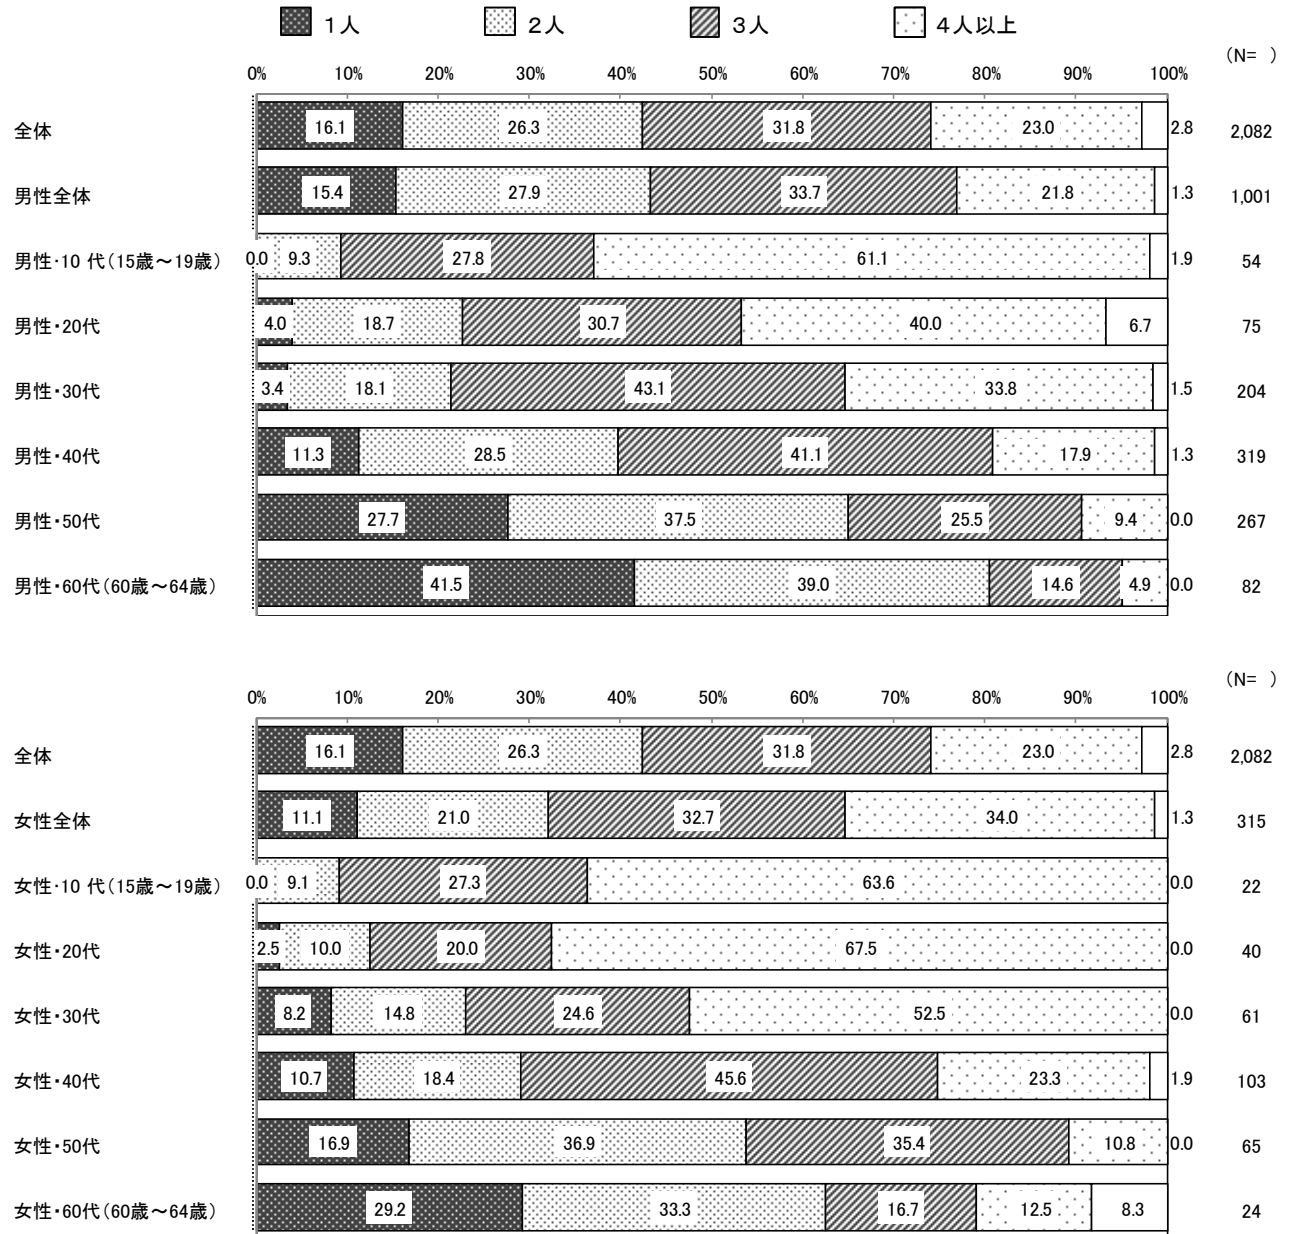 1人 2人 3人 4人以上
(N= )
0% 10% 20% 30% 40% 50% 60% 70% 80% 90% 100%
全体 16.1 26.3 31.8 23.0 2.8 2,082
男性全体 15.4 27.9 33.7 21.8 1.3 1,001
男性・10 代(15歳～19歳) 0.0 9.3 27.8 61.1 1.9 54
男性・20代 4.0 18.7 30.7 40.0 6.7 75
男性・30代 3.4 18.1 43.1 33.8 1.5 204
男性・40代 11.3 28.5 41.1 17.9 1.3 319
男性・50代 27.7 37.5 25.5 9.4 0.0 267
男性・60代(60歳～64歳) 41.5 39.0 14.6 4.9 0.0 82
(N= )
0% 10% 20% 30% 40% 50% 60% 70% 80% 90% 100%
全体 16.1 26.3 31.8 23.0 2.8 2,082
女性全体 11.1 21.0 32.7 34.0 1.3 315
女性・10 代(15歳～19歳) 0.0 9.1 27.3 63.6 0.0 22
女性・20代 2.5 10.0 20.0 67.5 0.0 40
女性・30代 8.2 14.8 24.6 52.5 0.0 61
女性・40代 10.7 18.4 45.6 23.3 1.9 103
女性・50代 16.9 36.9 35.4 10.8 0.0 65
女性・60代(60歳～64歳) 29.2 33.3 16.7 12.5 8.3 24